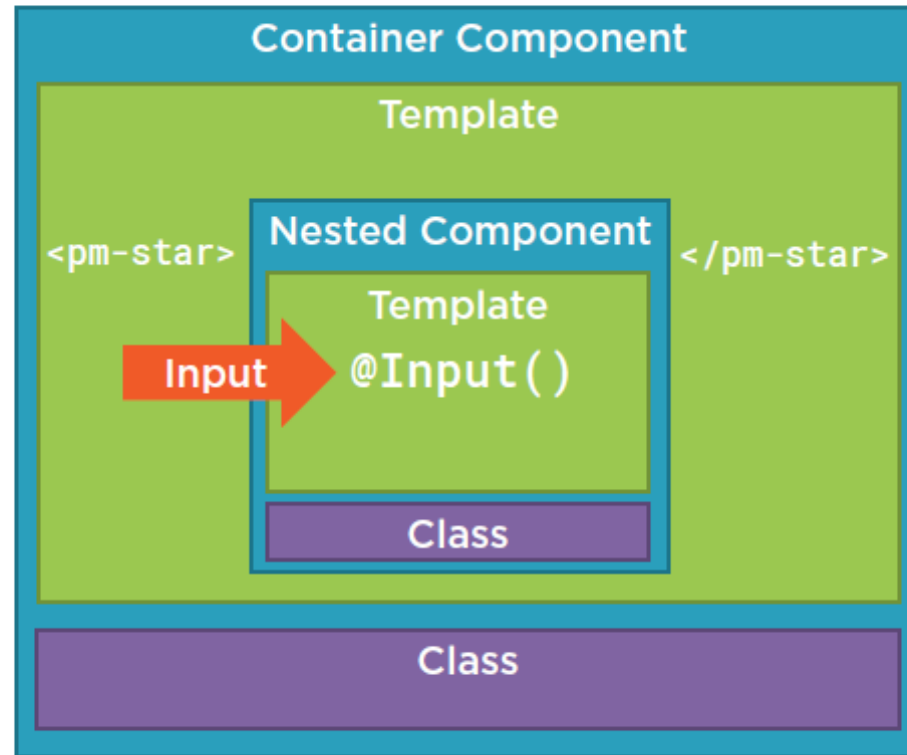 Container Component
Template
Nested Component
<pm-star>
</pm-star>
Template
Input
@Input()
Class
Class